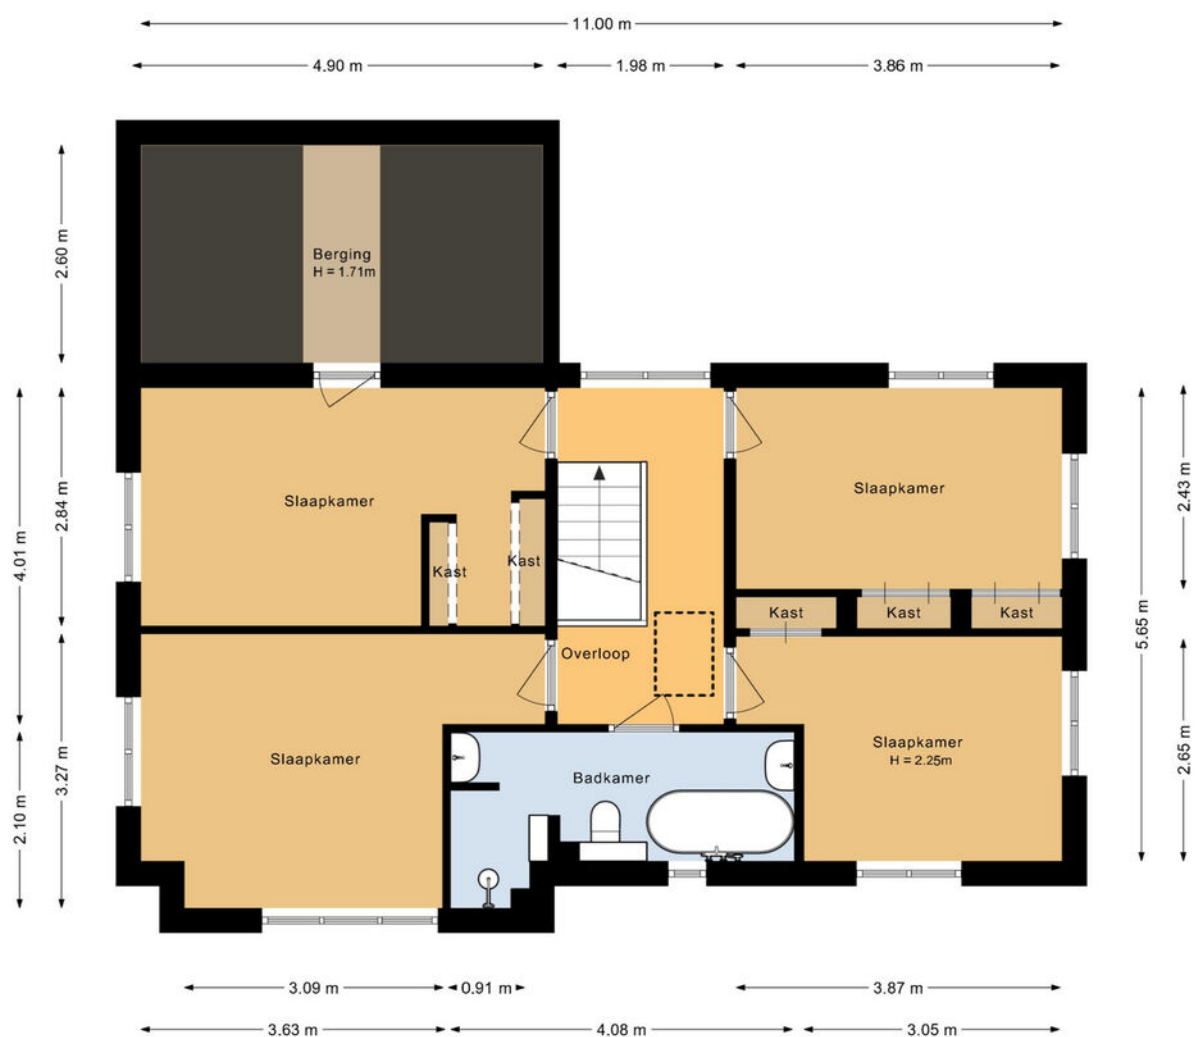 11.00 m
4.90 m
1.98 m
3.86 m
2.60 m
Berging
H = 1.71m
4.01 m
2.84 m
Slaapkamer
Kast
Kast
Slaapkamer
Kast
Kast
Kast
5.65 m
2.43 m
Overloop
2.10 m
3.27 m
Slaapkamer
Badkamer
Slaapkamer
H = 2.25m
2.65 m
3.09 m
0.91 m
3.87 m
3.63 m
4.08 m
3.05 m